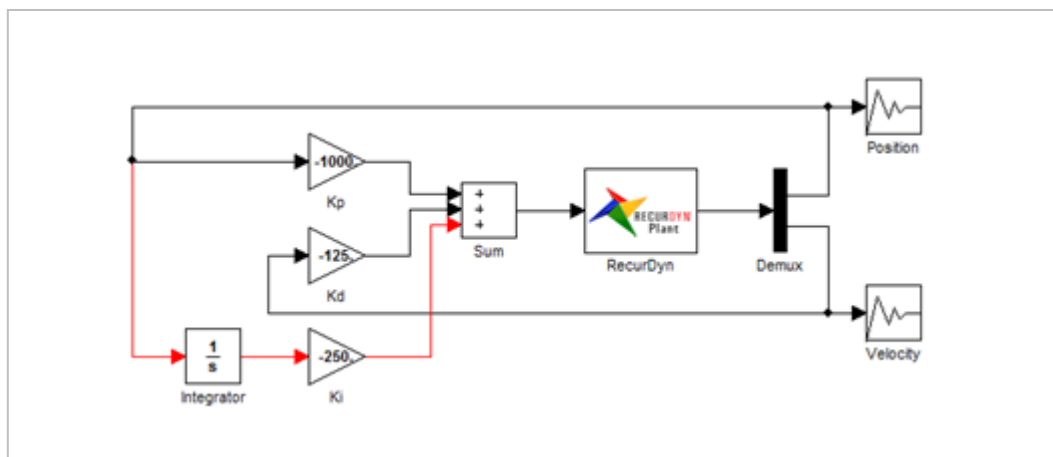 Position
-1000.
Kp
+
+
+
Sum
RECURDYN
Plant
RecurDyn
Demux
-125.
Kd
Velocity
1
s
Integrator
-250.
Ki